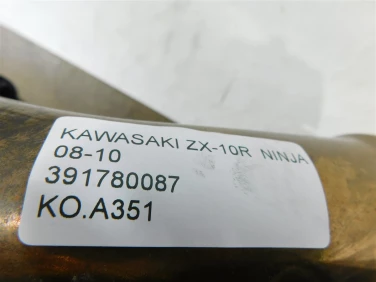 KAWASAKI ZX-10R NINJA
08-10
391780087
KO.A351